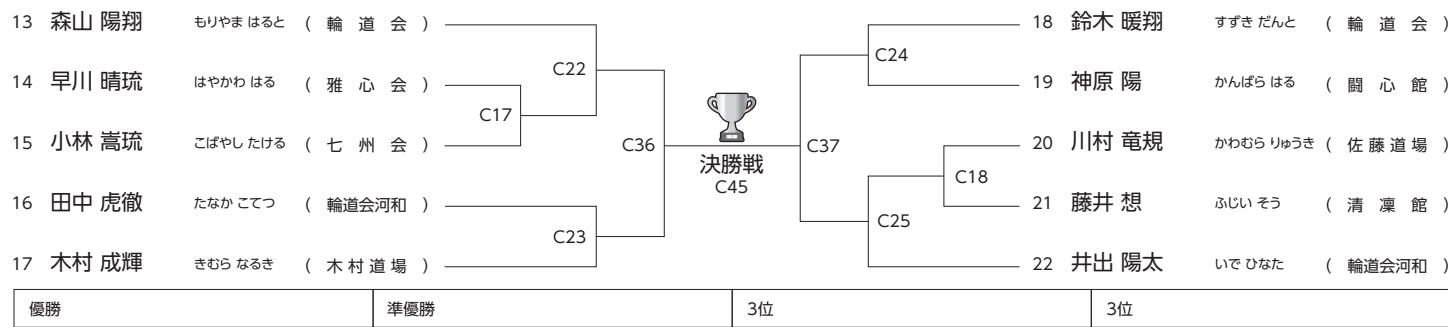 13 森山 陽翔 もりやま はると ( 輪 道 会 )
14 早川 晴琉 はやかわ はる ( 雅 心 会 )
15 小林 嵩琉 こばやし たける ( 七 州 会 )
16 田中 虎徹 たなか こてつ ( 輪道会河和 )
17 木村 成輝 きむら なるき ( 木村道場 )
C22
C17
C36
C23
決勝戦
C45
C37
C24
C18
C25
18 鈴木 暖翔 すずき だんと ( 輪 道 会 )
19 神原 陽 かんばら はる ( 闘 心 館 )
20 川村 竜規 かわむら りゅうき ( 佐藤道場 )
21 藤井 想 ふじい そう ( 清 凜 館 )
22 井出 陽太 いで ひなた ( 輪道会河和 )
優勝 準優勝 3位 3位